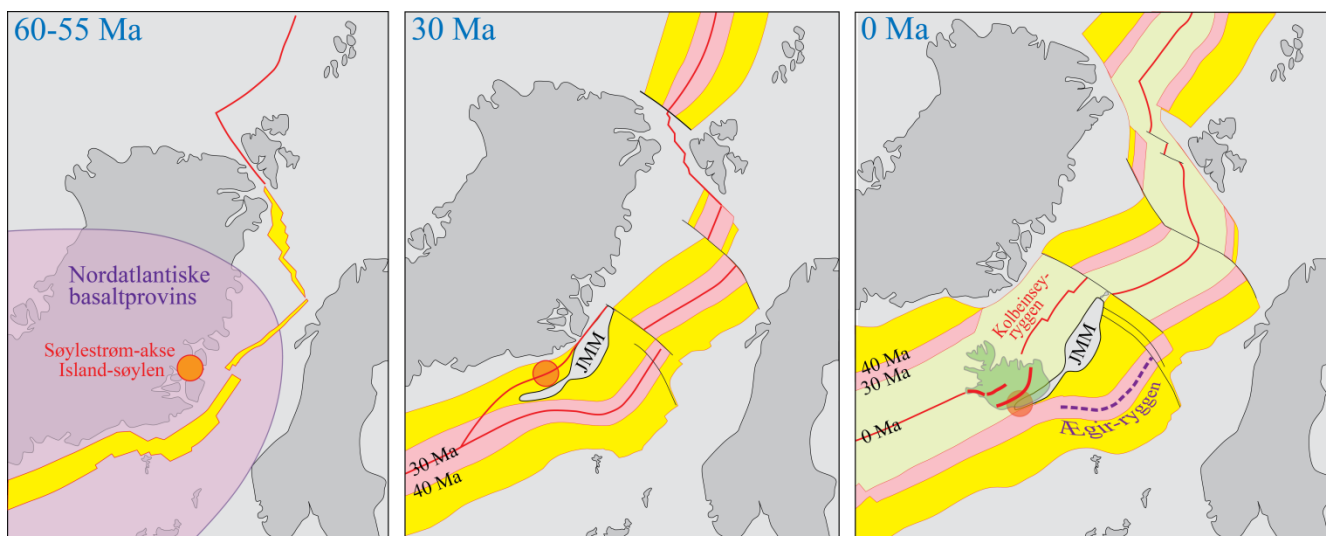 60-55 Ma
Nordatlantiske
basaltprovins
Søylestrøm-akse
Island-søylen
30 Ma
JMM
30 Ma
40 Ma
0 Ma
Kolbeinsey-
ryggen
JMM
40 Ma
30 Ma
0 Ma
Ægir-ryggen